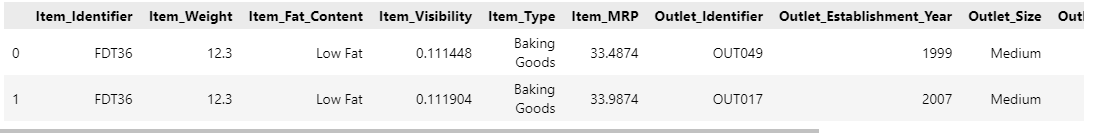 Item_Identifier Item_Weight Item_Fat_Content Item_Visibility Item_Type Item_MRP Outlet_Identifier Outlet_Establishment_Year Outlet_Size Outl
0 FDT36 12.3 Low Fat 0.111448 Baking Goods 33.4874 OUT049 1999 Medium
1 FDT36 12.3 Low Fat 0.111904 Baking Goods 33.9874 OUT017 2007 Medium